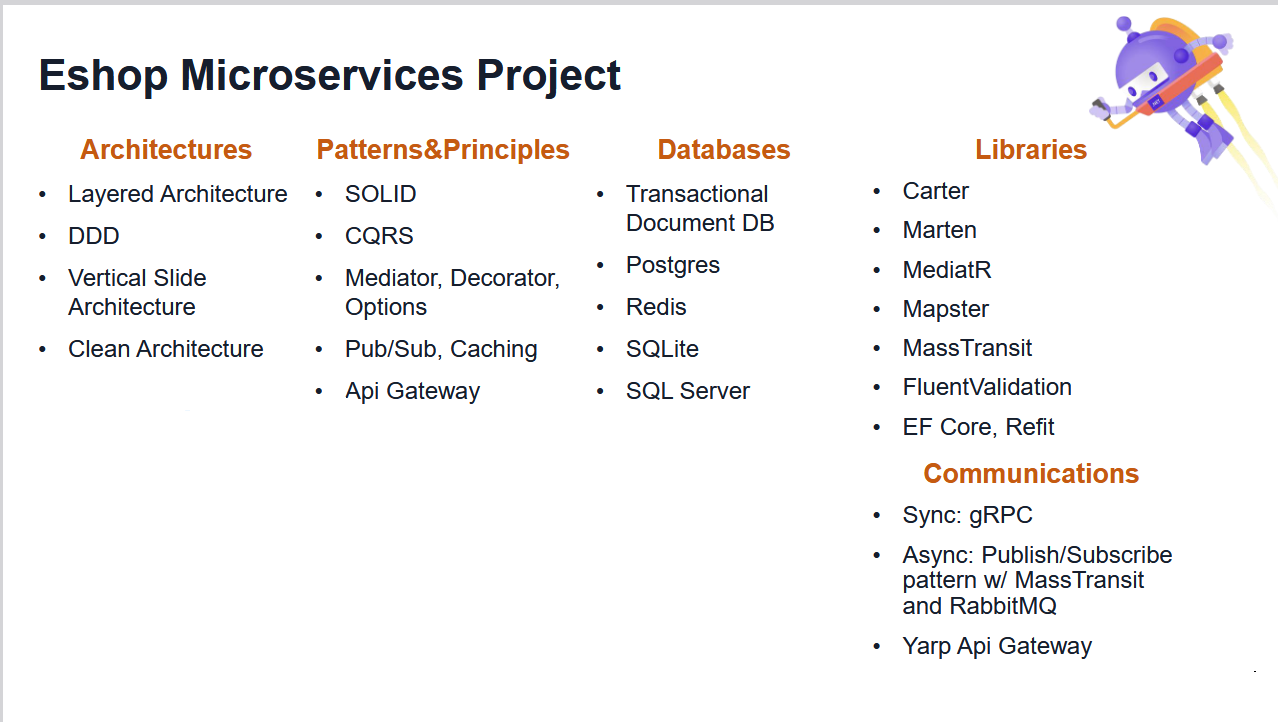 Eshop Microservices Project
Architectures
• Layered Architecture
• DDD
• Vertical Slide
Architecture
• Clean Architecture
Patterns&Principles
• SOLID
• CQRS
• Mediator, Decorator,
Options
• Pub/Sub, Caching
• Api Gateway
Databases
• Transactional
Document DB
• Postgres
• Redis
• SQLite
• SQL Server
Libraries
• Carter
• Marten
• MediatR
• Mapster
• MassTransit
• FluentValidation
• EF Core, Refit
Communications
• Sync: gRPC
• Async: Publish/Subscribe
pattern w/ MassTransit
and RabbitMQ
• Yarp Api Gateway
.NET